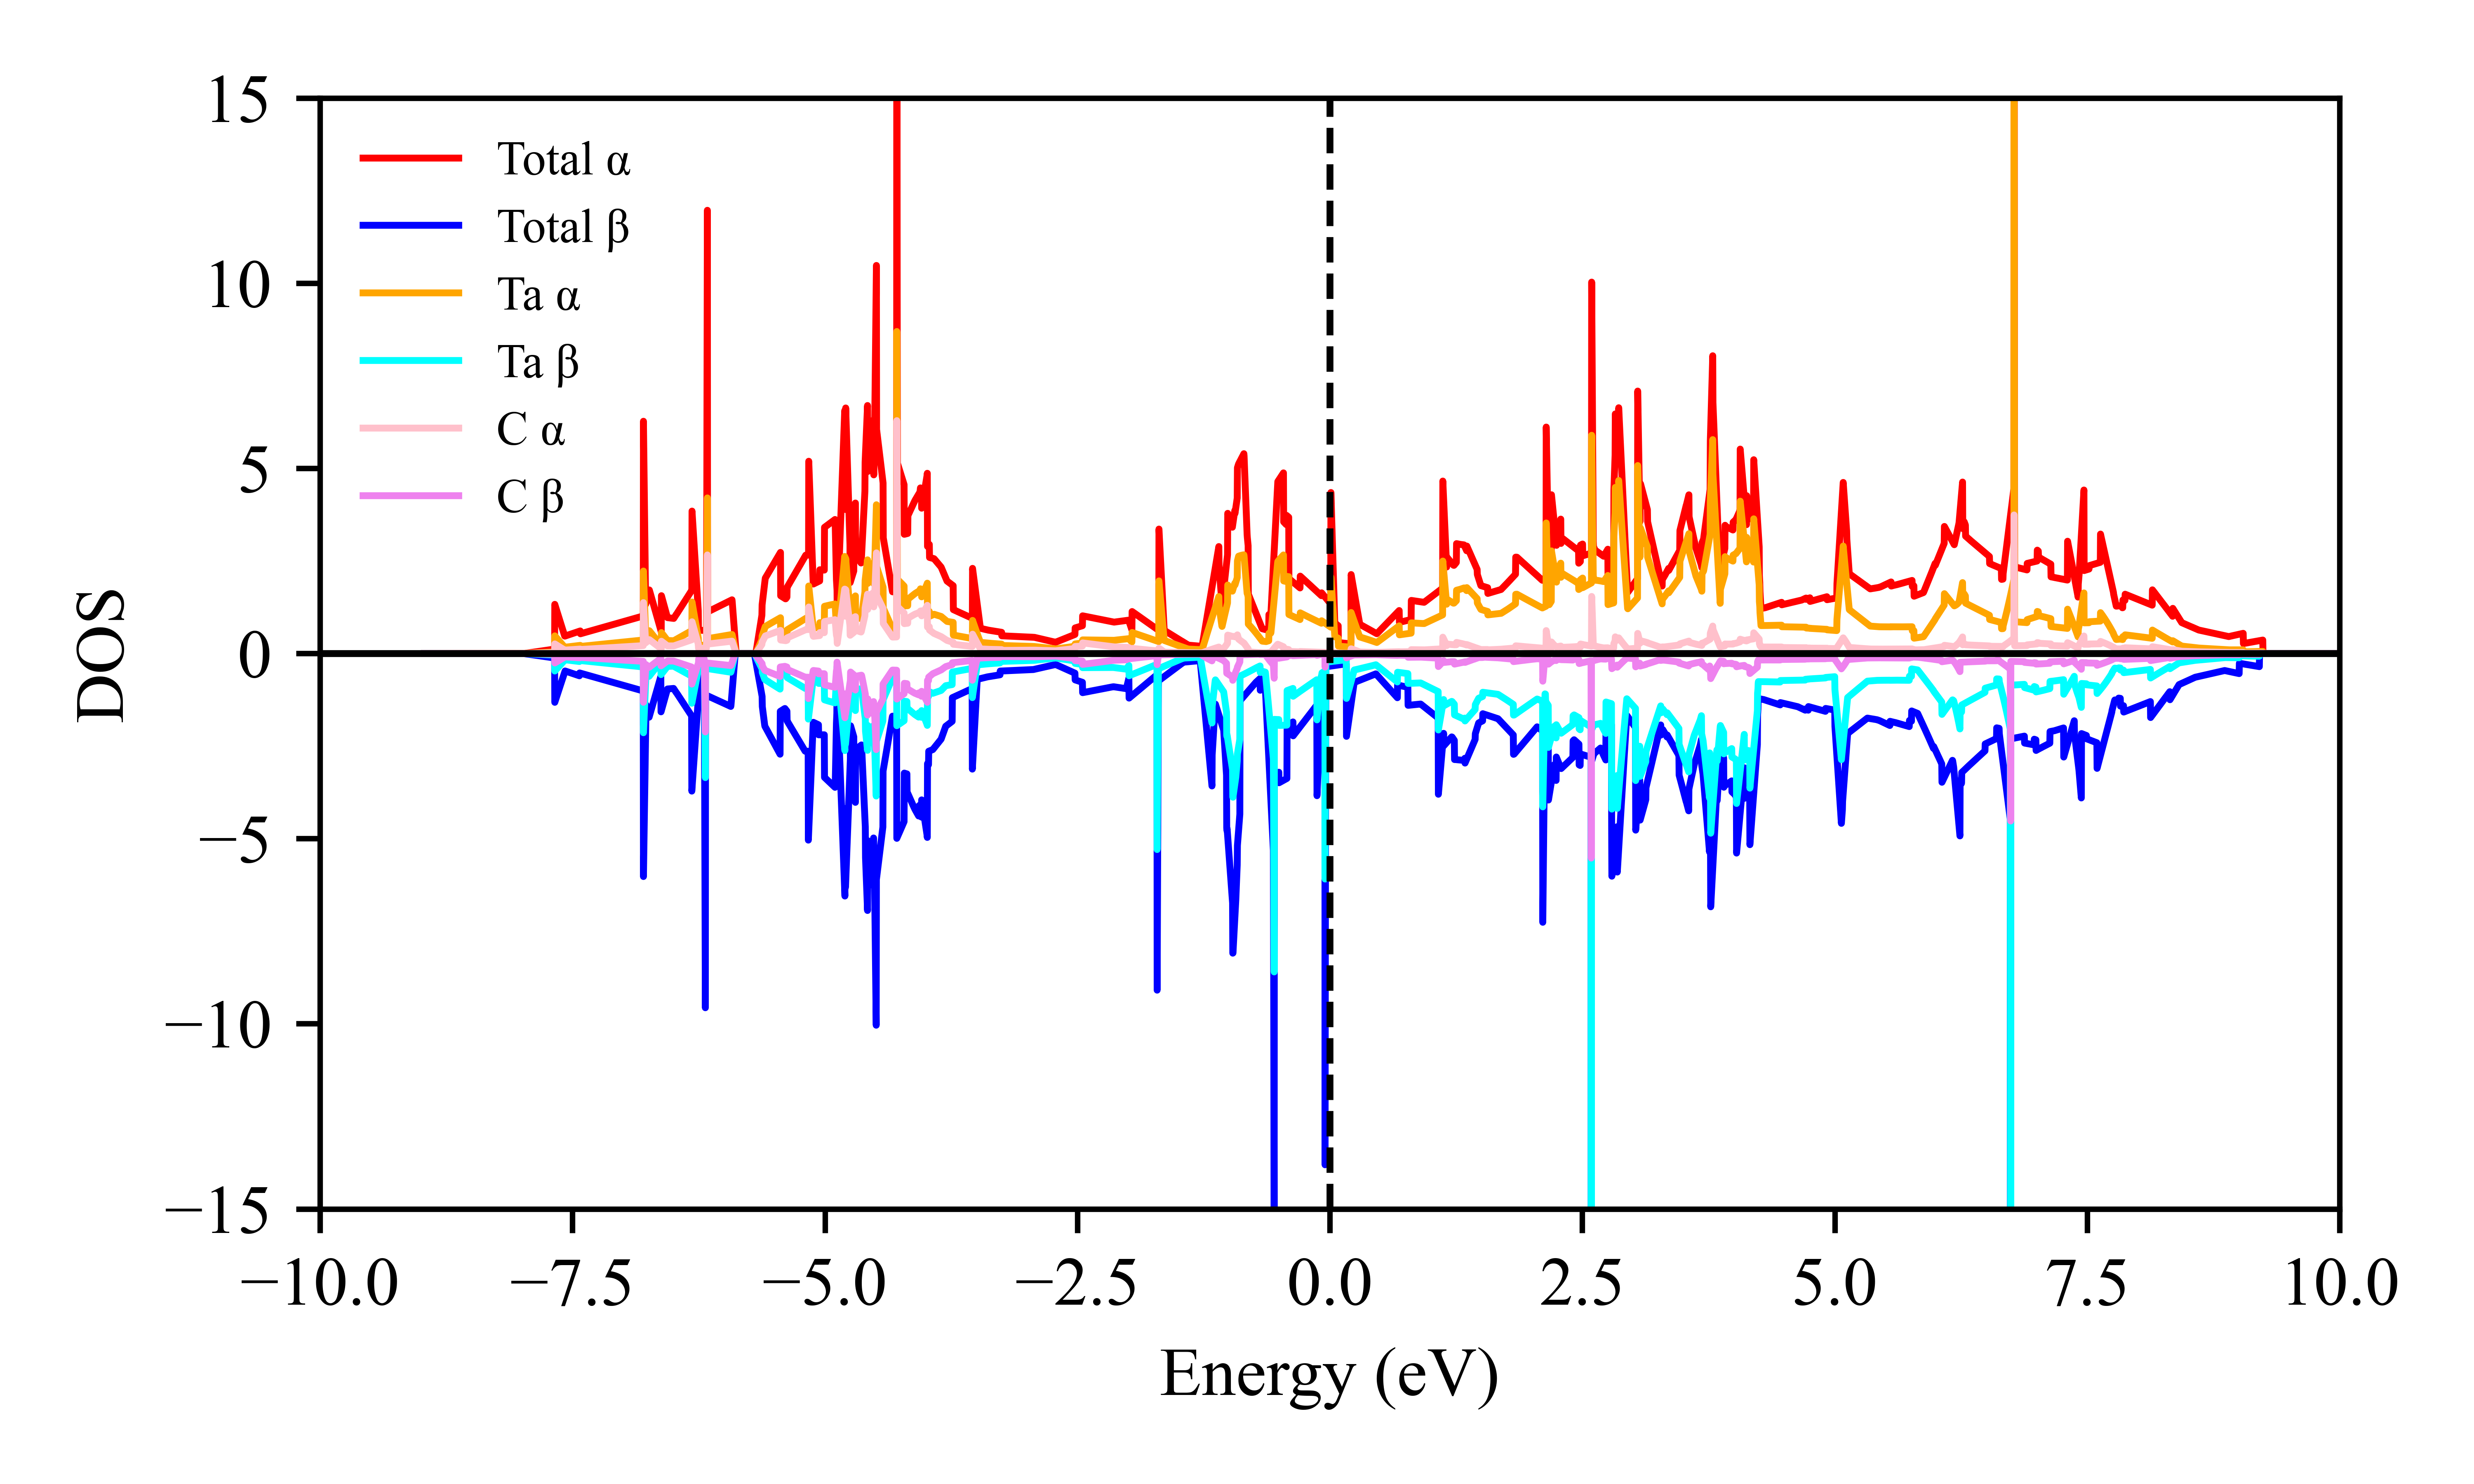 15
10
5
0
−5
−10
−15
DOS
Total α
Total β
Ta α
Ta β
C α
C β
−10.0 −7.5 −5.0 −2.5 0.0 2.5 5.0 7.5 10.0
Energy (eV)